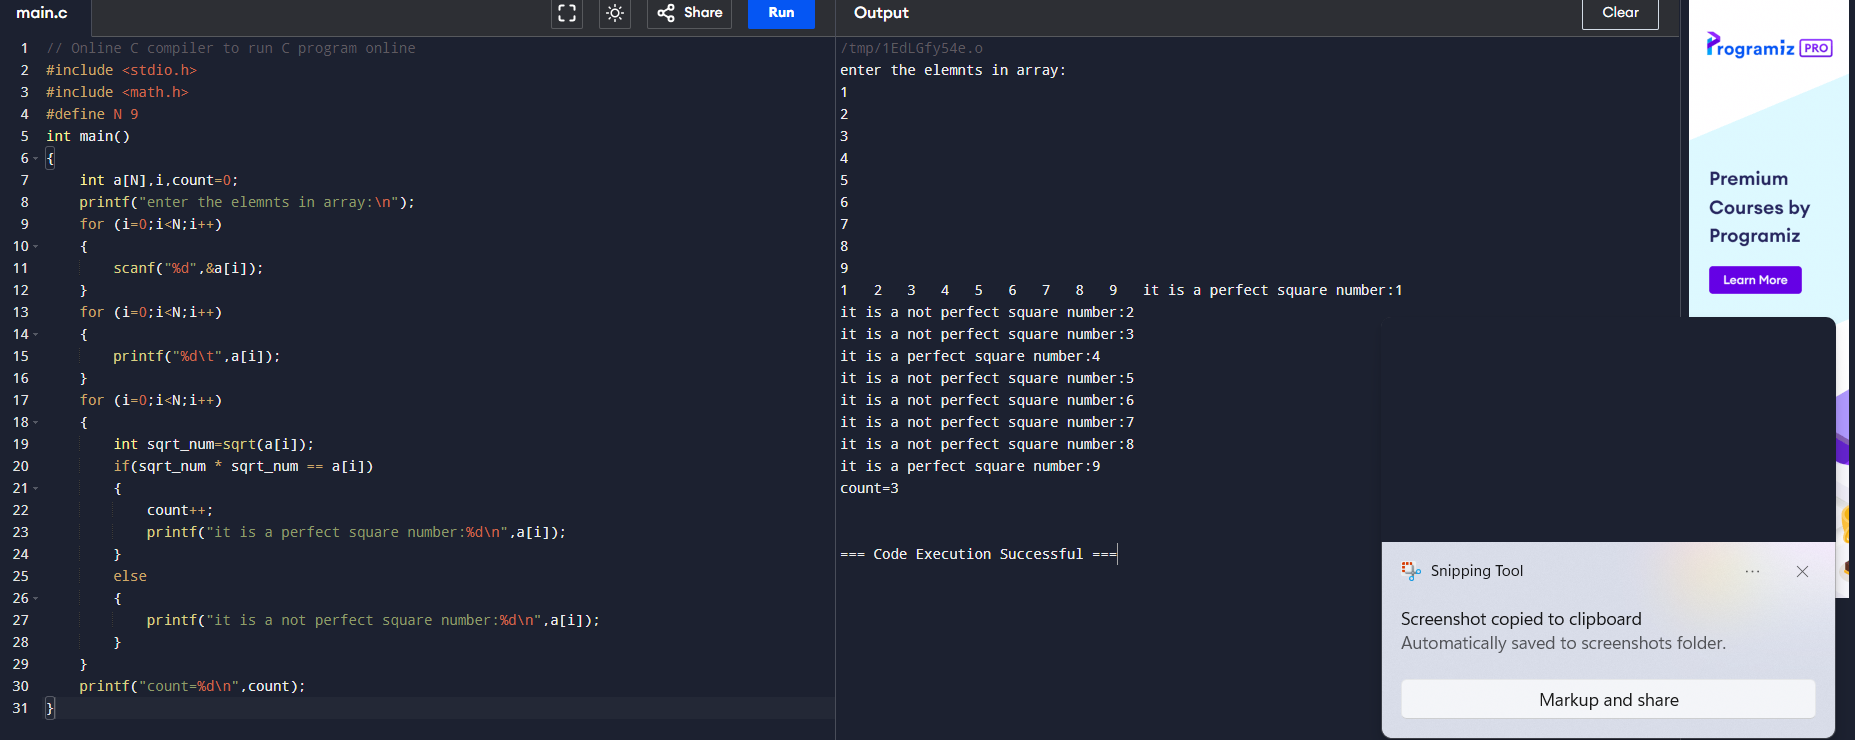 main.c
Share
Run
Output
Clear
1 // Online C compiler to run C program online
2 #include <stdio.h>
3 #include <math.h>
4 #define N 9
5 int main()
6 {
7     int a[N],i,count=0;
8     printf("enter the elemnts in array:\n");
9     for (i=0;i<N;i++)
10     {
11         scanf("%d",&a[i]);
12     }
13     for (i=0;i<N;i++)
14     {
15         printf("%d\t",a[i]);
16     }
17     for (i=0;i<N;i++)
18     {
19         int sqrt_num=sqrt(a[i]);
20         if(sqrt_num * sqrt_num == a[i])
21         {
22             count++;
23             printf("it is a perfect square number:%d\n",a[i]);
24         }
25         else
26         {
27             printf("it is a not perfect square number:%d\n",a[i]);
28         }
29     }
30     printf("count=%d\n",count);
31 }
/tmp/1EdLGfy54e.o
enter the elemnts in array:
1
2
3
4
5
6
7
8
9
1   2   3   4   5   6   7   8   9   it is a perfect square number:1
it is a not perfect square number:2
it is a not perfect square number:3
it is a perfect square number:4
it is a not perfect square number:5
it is a not perfect square number:6
it is a not perfect square number:7
it is a not perfect square number:8
it is a perfect square number:9
count=3
=== Code Execution Successful ===
Programiz PRO
Premium
Courses by
Programiz
Learn More
Snipping Tool
Screenshot copied to clipboard
Automatically saved to screenshots folder.
Markup and share